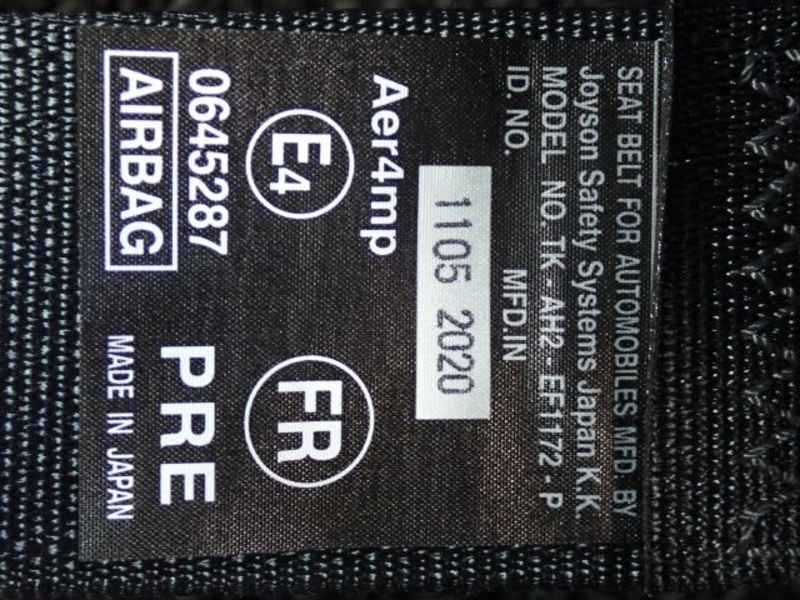 SEAT BELT FOR AUTOMOBILES MFD. BY
Joyson Safety Systems Japan K.K.
MODEL NO. TK - AH2 - EF1172 - P
ID. NO. MFD.IN
1105 2020
Aer4mp
E4 FR
0645287 PRE
AIRBAG MADE IN JAPAN